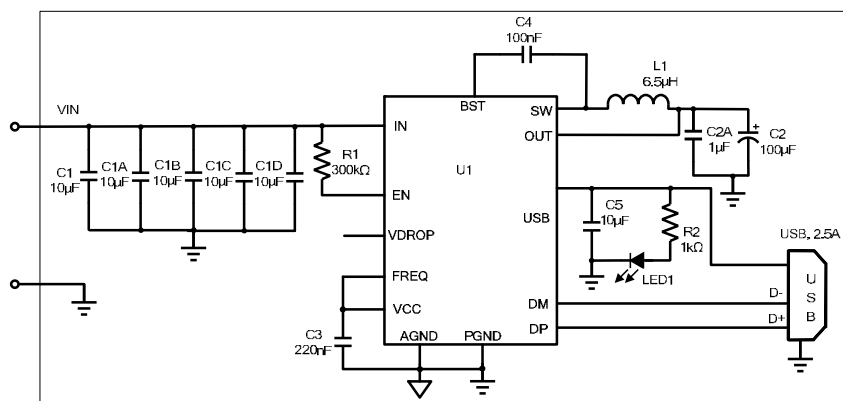 C4
100nF
L1
6.5μH
VIN
BST
SW
IN
OUT
C1
10μF
C1A
10μF
C1B
10μF
C1C
10μF
C1D
10μF
R1
300kΩ
C2A
1μF
+
C2
100μF
U1
EN
USB
C5
10μF
R2
1kΩ
VDROP
LED1
USB, 2.5A
FREQ
U
S
B
VCC
DM
D-
DP
D+
C3
220nF
AGND
PGND